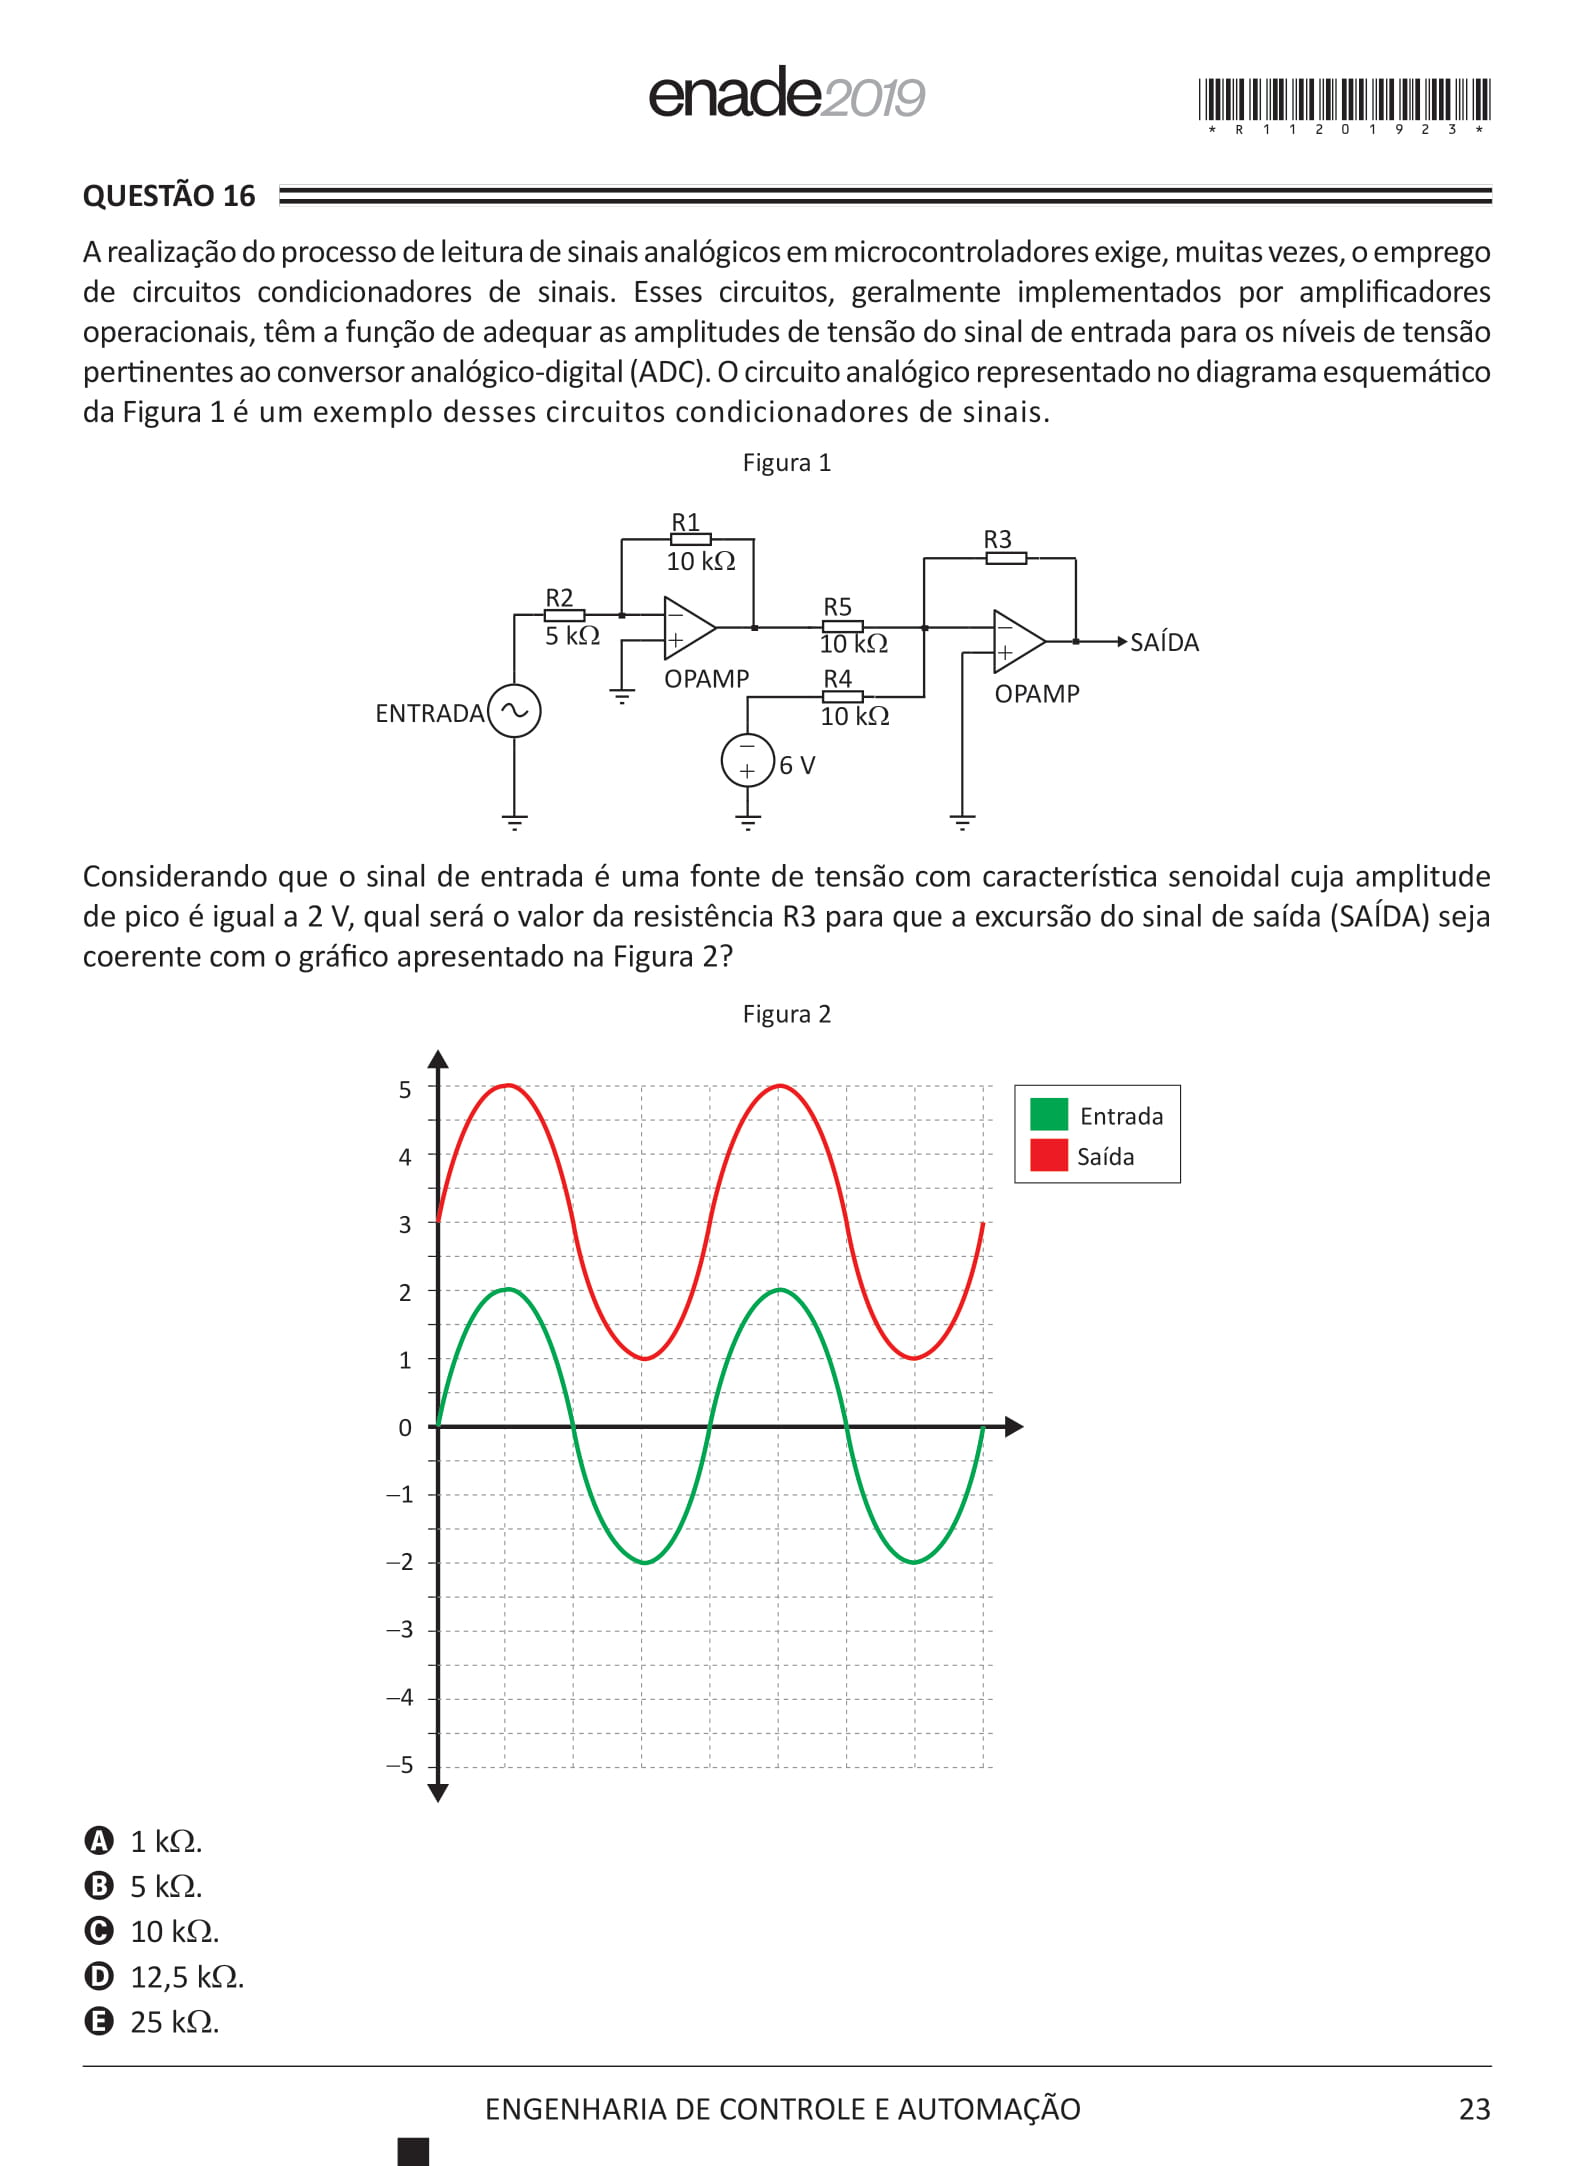 enade2019
*R11201923*
QUESTÃO 16
A realização do processo de leitura de sinais analógicos em microcontroladores exige, muitas vezes, o emprego
de circuitos condicionadores de sinais. Esses circuitos, geralmente implementados por amplificadores
operacionais, têm a função de adequar as amplitudes de tensão do sinal de entrada para os níveis de tensão
pertinentes ao conversor analógico-digital (ADC). O circuito analógico representado no diagrama esquemático
da Figura 1 é um exemplo desses circuitos condicionadores de sinais.
Figura 1
R1
10 kΩ
R3
R2
5 kΩ
R5
10 kΩ
−
+
OPAMP
−
+
OPAMP
SAÍDA
R4
10 kΩ
ENTRADA
−
+
6 V
Considerando que o sinal de entrada é uma fonte de tensão com característica senoidal cuja amplitude
de pico é igual a 2 V, qual será o valor da resistência R3 para que a excursão do sinal de saída (SAÍDA) seja
coerente com o gráfico apresentado na Figura 2?
Figura 2
5
4
3
2
1
0
−1
−2
−3
−4
−5
Entrada
Saída
A 1 kΩ.
B 5 kΩ.
C 10 kΩ.
D 12,5 kΩ.
E 25 kΩ.
ENGENHARIA DE CONTROLE E AUTOMAÇÃO
23